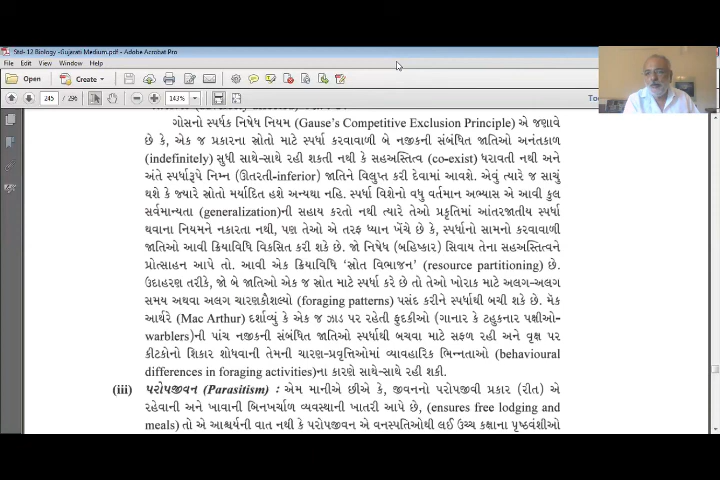 Std- 12 Biology -Gujarati Medium.pdf - Adobe Acrobat Pro
File Edit View Window Help
Open Create
245 / 296 143%
ગોસનો સ્પર્ધક નિષેધ નિયમ (Gause's Competitive Exclusion Principle) એ જણાવે
છે કે, એક જ પ્રકારના સ્રોતો માટે સ્પર્ધા કરવાવાળી બે નજીકની સંબંધિત જાતિઓ અનંતકાળ
(indefinitely) સુધી સાથે-સાથે રહી શકતી નથી કે સહઅસ્તિત્વ (co-exist) ધરાવતી નથી અને
અંતે સ્પર્ધારૂપે નિમ્ન (ઊતરતી-inferior) જાતિને વિલુપ્ત કરી દેવામાં આવશે. એવું ત્યારે જ સાચું
થશે કે જ્યારે સ્રોતો મર્યાદિત હશે અન્યથા નહિ. સ્પર્ધા વિશેનો વધુ વર્તમાન અભ્યાસ એ આવી કુલ
સર્વમાન્યતા (generalization)ની સહાય કરતો નથી ત્યારે તેઓ પ્રકૃતિમાં આંતરજાતીય સ્પર્ધા
થવાના નિયમને નકારતા નથી, પણ તેઓ એ તરફ ધ્યાન ખેંચે છે કે, સ્પર્ધાનો સામનો કરવાવાળી
જાતિઓ આવી ક્રિયાવિધિ વિકસિત કરી શકે છે. જો નિષેધ (બહિષ્કાર) સિવાય તેના સહઅસ્તિત્વને
પ્રોત્સાહન આપે તો. આવી એક ક્રિયાવિધિ ‘સ્રોત વિભાજન’ (resource partitioning) છે.
ઉદાહરણ તરીકે, જો બે જાતિઓ એક જ સ્રોત માટે સ્પર્ધા કરે છે તો તેઓ ખોરાક માટે અલગ-અલગ
સમય અથવા અલગ ચારણકૌશલ્યો (foraging patterns) પસંદ કરીને સ્પર્ધાથી બચી શકે છે. મૅક
આર્થરે (Mac Arthur) દર્શાવ્યું કે એક જ ઝાડ પર રહેતી ફુદકીઓ (ગાનાર કે ટહુકનાર પક્ષીઓ-
warblers)ની પાંચ નજીકની સંબંધિત જાતિઓ સ્પર્ધાથી બચવા માટે સફળ રહી અને વૃક્ષ પર
કીટકોનો શિકાર શોધવાની તેમની ચારણ-પ્રવૃત્તિઓમાં વ્યાવહારિક ભિન્નતાઓ (behavioural
differences in foraging activities)ના કારણે સાથે-સાથે રહી શકી.
(iii) પરોપજીવન (Parasitism) : એમ માનીએ છીએ કે, જીવનનો પરોપજીવી પ્રકાર (રીત) એ
રહેવાની અને ખાવાની બિનખર્ચાળ વ્યવસ્થાની ખાતરી આપે છે, (ensures free lodging and
meals) તો એ આશ્ચર્યની વાત નથી કે પરોપજીવન એ વનસ્પતિઓથી લઈ ઉચ્ચ કક્ષાના પૃષ્ઠવંશીઓ